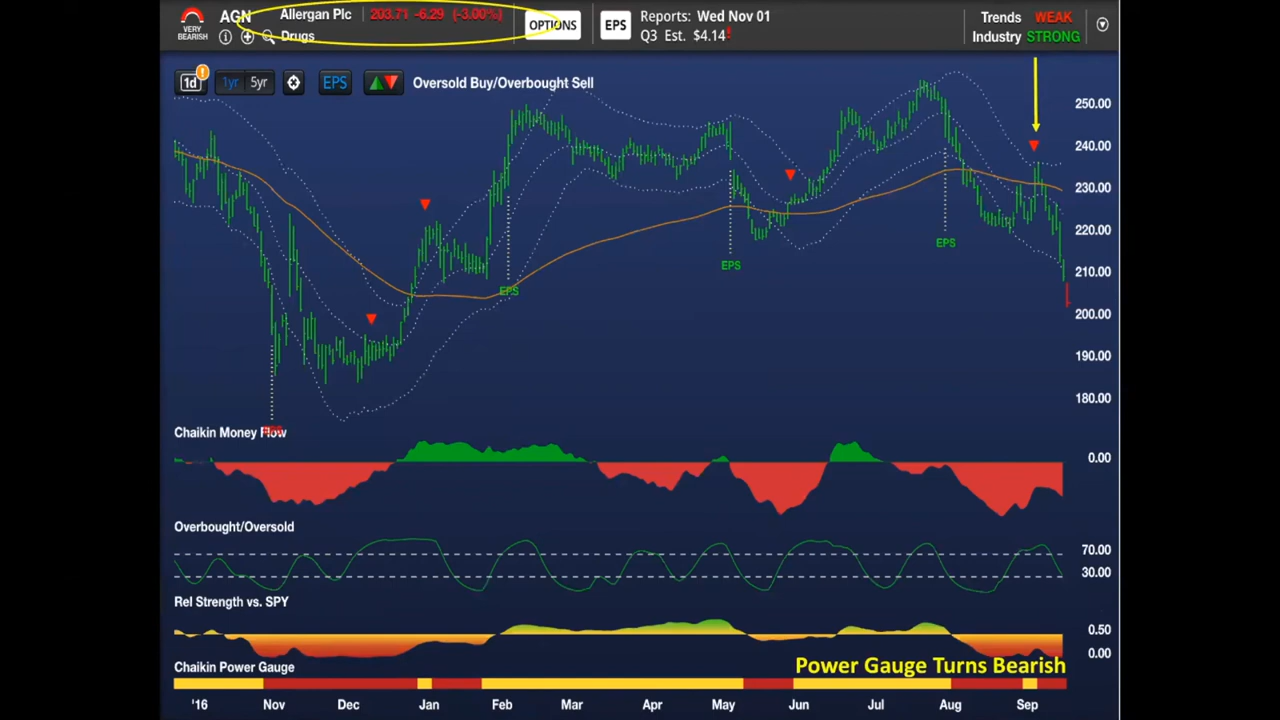 VERY
BEARISH
AGN Allergan Plc 203.71 -6.29 (-3.00%)
Drugs
OPTIONS
EPS
Reports: Wed Nov 01
Q3 Est. $4.14!
Trends WEAK
Industry STRONG
1d ! 1yr 5yr EPS Oversold Buy/Overbought Sell
250.00
240.00
230.00
220.00
210.00
200.00
190.00
180.00
EPS
EPS
EPS
EPS
Chaikin Money Flow
0.00
Overbought/Oversold
70.00
30.00
Rel Strength vs. SPY
0.50
0.00
Chaikin Power Gauge
Power Gauge Turns Bearish
'16 Nov Dec Jan Feb Mar Apr May Jun Jul Aug Sep